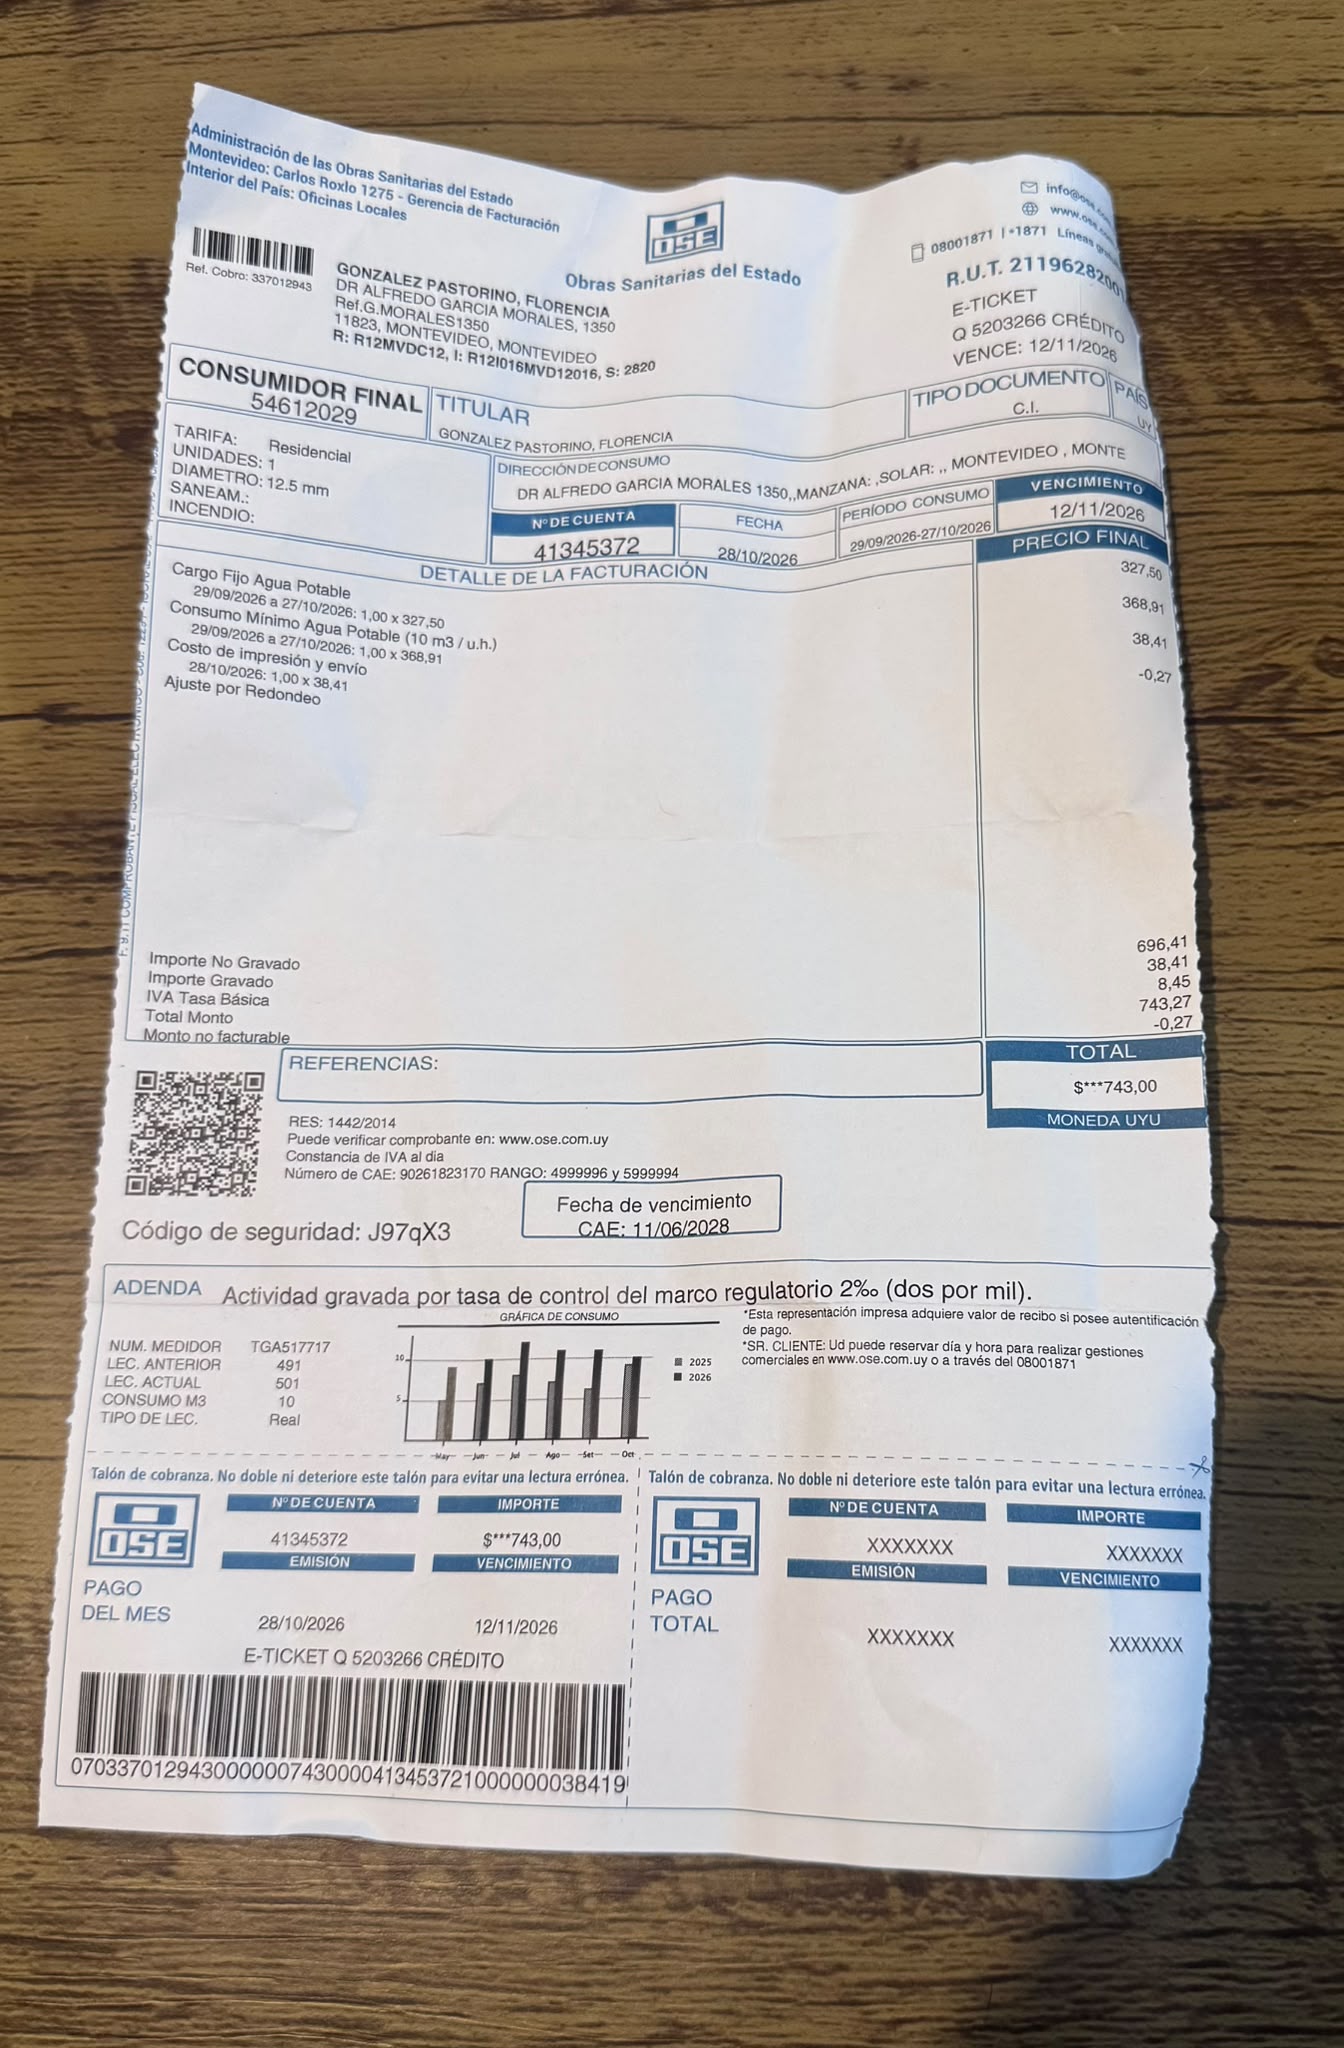 Administración de las Obras Sanitarias del Estado
Montevideo: Carlos Roxlo 1275 - Gerencia de Facturación
Interior del País: Oficinas Locales
Ref. Cobro: 337012943
GONZALEZ PASTORINO, FLORENCIA
DR ALFREDO GARCIA MORALES, 1350
Ref.G.MORALES1350
11823, MONTEVIDEO, MONTEVIDEO
R: R12MVDC12, I: R12I016MVD12016, S: 2820
OSE
Obras Sanitarias del Estado
08001871 | *1871 Líneas
R.U.T.
E-TICKET
Q 5203266 CRÉDITO
VENCE: 12/11/2026
CONSUMIDOR FINAL
54612029
TITULAR
GONZALEZ PASTORINO, FLORENCIA
TIPO DOCUMENTO
C.I.
PAÍS
UY
TARIFA: Residencial
UNIDADES: 1
DIAMETRO: 12.5 mm
SANEAM.:
INCENDIO:
DIRECCIÓN DE CONSUMO
DR ALFREDO GARCIA MORALES 1350,,MANZANA: ,SOLAR: ,, MONTEVIDEO , MONTE
Nº DE CUENTA
41345372
FECHA
28/10/2026
PERÍODO CONSUMO
29/09/2026-27/10/2026
VENCIMIENTO
12/11/2026
DETALLE DE LA FACTURACIÓN
PRECIO FINAL
Cargo Fijo Agua Potable 327,50
29/09/2026 a 27/10/2026: 1,00 x 327,50
Consumo Mínimo Agua Potable (10 m3 / u.h.) 368,91
29/09/2026 a 27/10/2026: 1,00 x 368,91
Costo de impresión y envío 38,41
28/10/2026: 1,00 x 38,41
Ajuste por Redondeo -0,27
Importe No Gravado 696,41
Importe Gravado 38,41
IVA Tasa Básica 8,45
Total Monto 743,27
Monto no facturable -0,27
REFERENCIAS:
TOTAL
$***743,00
MONEDA UYU
RES: 1442/2014
Puede verificar comprobante en: www.ose.com.uy
Constancia de IVA al dia
Número de CAE: 90261823170 RANGO: 4999996 y 5999994
Fecha de vencimiento
CAE: 11/06/2028
Código de seguridad: J97qX3
ADENDA Actividad gravada por tasa de control del marco regulatorio 2‰ (dos por mil).
NUM. MEDIDOR TGA517717
LEC. ANTERIOR 491
LEC. ACTUAL 501
CONSUMO M3 10
TIPO DE LEC. Real
GRÁFICA DE CONSUMO
10
5
May Jun Jul Ago Set Oct
2025
2026
*Esta representación impresa adquiere valor de recibo si posee autentificación
de pago.
*SR. CLIENTE: Ud puede reservar día y hora para realizar gestiones
comerciales en www.ose.com.uy o a través del 08001871
Talón de cobranza. No doble ni deteriore este talón para evitar una lectura errónea.
OSE
Nº DE CUENTA IMPORTE
41345372 $***743,00
EMISIÓN VENCIMIENTO
PAGO
DEL MES
28/10/2026 12/11/2026
E-TICKET Q 5203266 CRÉDITO
Talón de cobranza. No doble ni deteriore este talón para evitar una lectura errónea.
OSE
Nº DE CUENTA IMPORTE
XXXXXXX XXXXXXX
EMISIÓN VENCIMIENTO
PAGO
TOTAL
XXXXXXX XXXXXXX